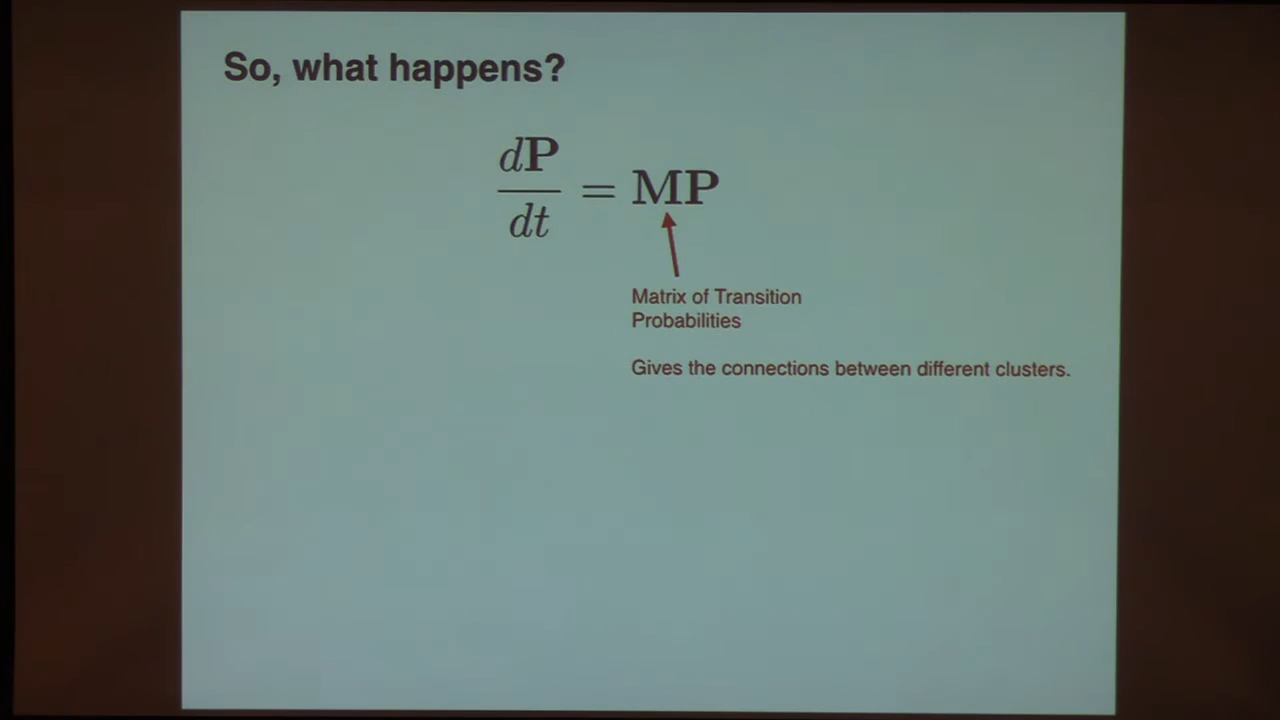 So, what happens?
dP/dt = MP
Matrix of Transition
Probabilities
Gives the connections between different clusters.